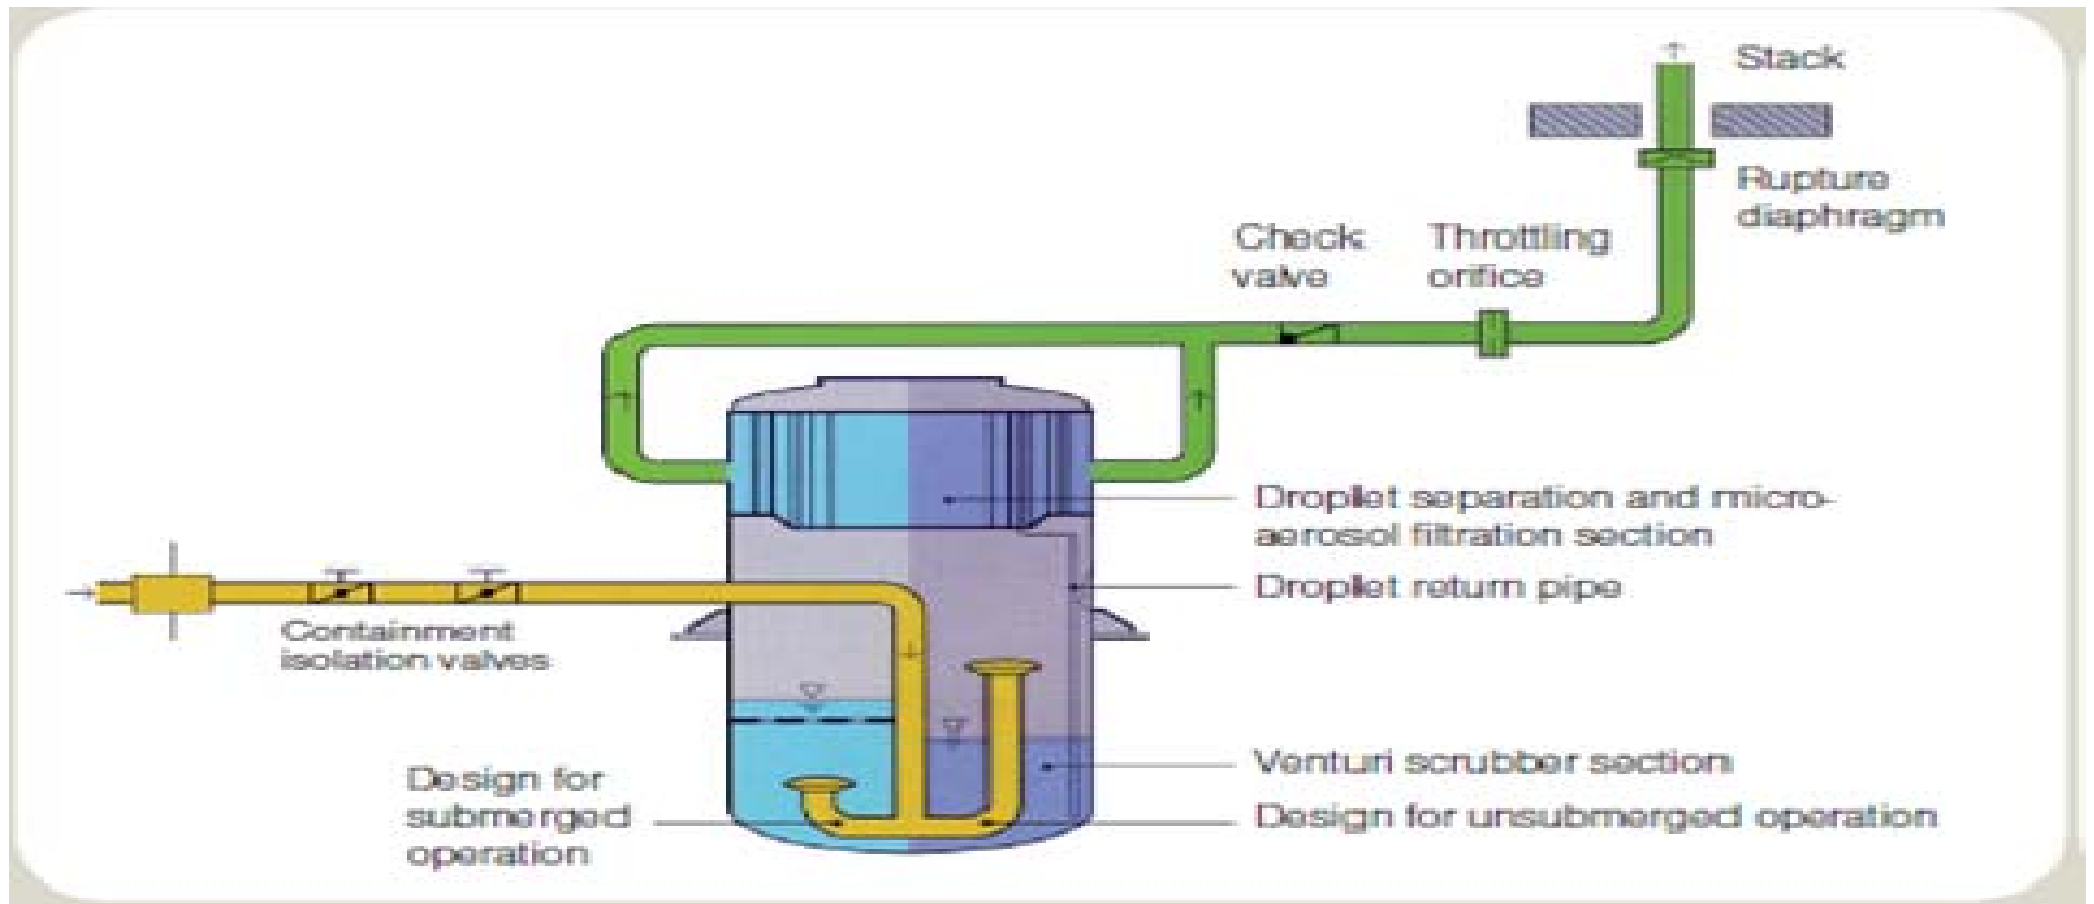 Stack
Rupture
diaphragm
Check
valve
Throttling
orifice
Droplet separation and micro-
aerosol filtration section
Droplet return pipe
Containment
isolation valves
Venturi scrubber section
Design for
submerged
operation
Design for unsubmerged operation